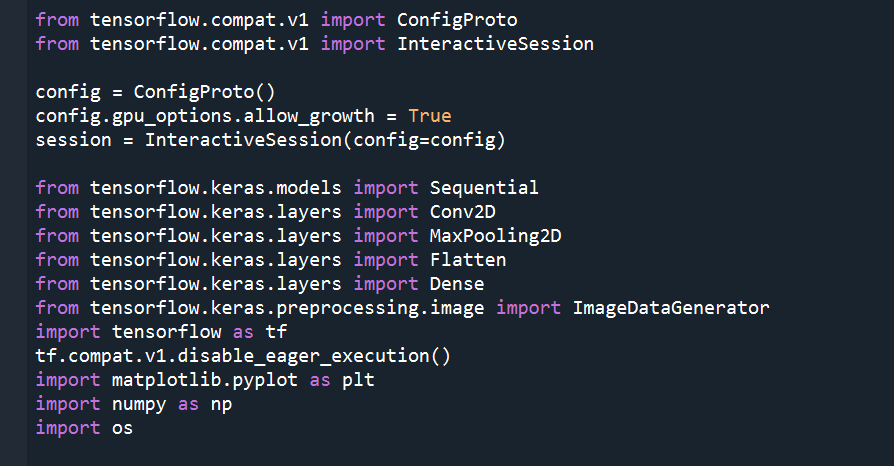 from tensorflow.compat.v1 import ConfigProto
from tensorflow.compat.v1 import InteractiveSession
config = ConfigProto()
config.gpu_options.allow_growth = True
session = InteractiveSession(config=config)
from tensorflow.keras.models import Sequential
from tensorflow.keras.layers import Conv2D
from tensorflow.keras.layers import MaxPooling2D
from tensorflow.keras.layers import Flatten
from tensorflow.keras.layers import Dense
from tensorflow.keras.preprocessing.image import ImageDataGenerator
import tensorflow as tf
tf.compat.v1.disable_eager_execution()
import matplotlib.pyplot as plt
import numpy as np
import os